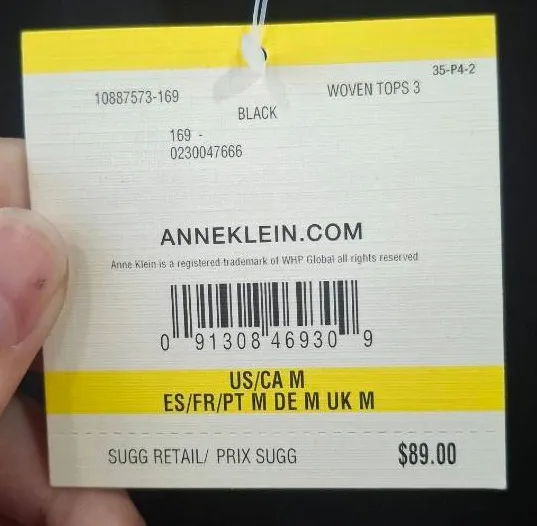 35-P4-2
10887573-169
WOVEN TOPS 3
BLACK
169 -
0230047666
ANNEKLEIN.COM
Anne Klein is a registered trademark of WHP Global all rights reserved
0 91308 46930 9
US/CA M
ES/FR/PT M DE M UK M
SUGG RETAIL/ PRIX SUGG $89.00